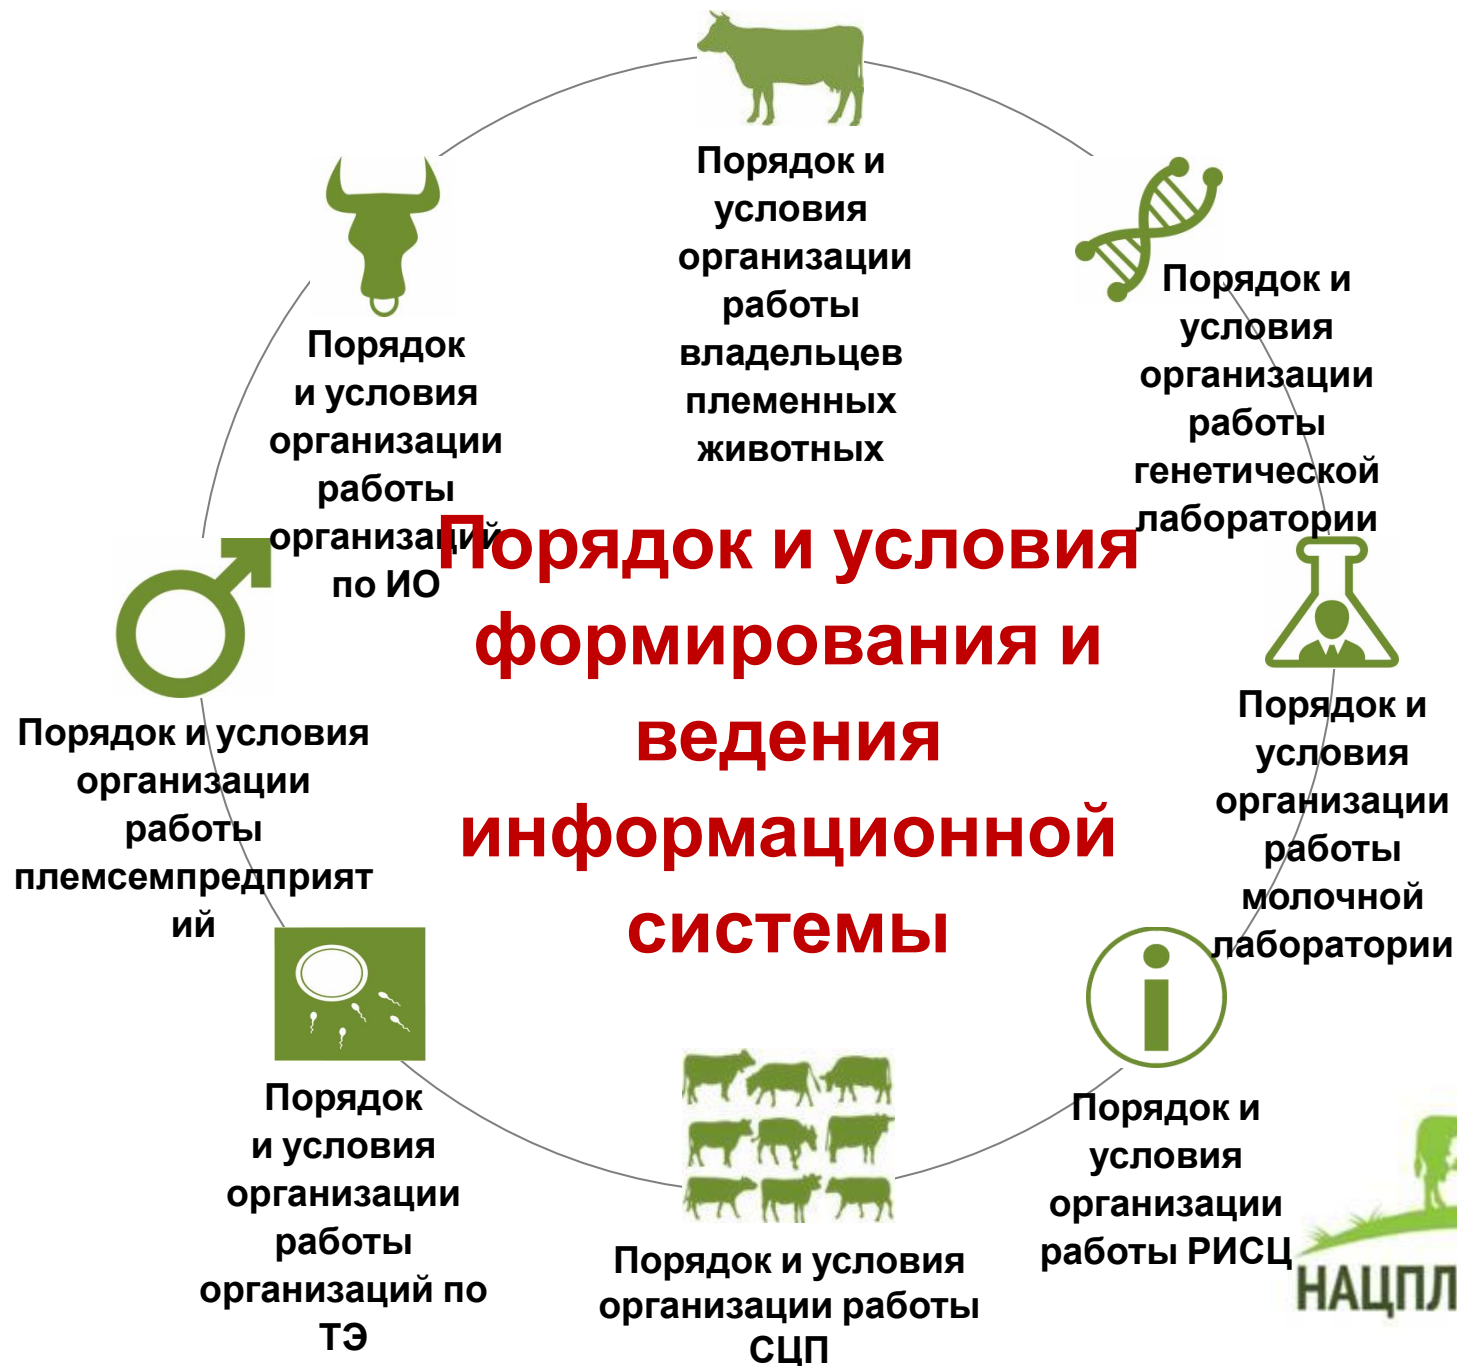 Порядок и
условия
организации
работы
владельцев
племенных
животных
Порядок и
условия
организации
работы
генетической
лаборатории
Порядок и
условия
организации
работы
молочной
лаборатории
Порядок и
условия
организации
работы РИСЦ
Порядок и условия
организации работы
СЦП
Порядок
и условия
организации
работы
организаций по
ТЭ
Порядок и условия
организации
работы
племсемпредприят
ий
Порядок
и условия
организации
работы
организаций
по ИО
Порядок и условия
формирования и
ведения
информационной
системы
НАЦПЛ